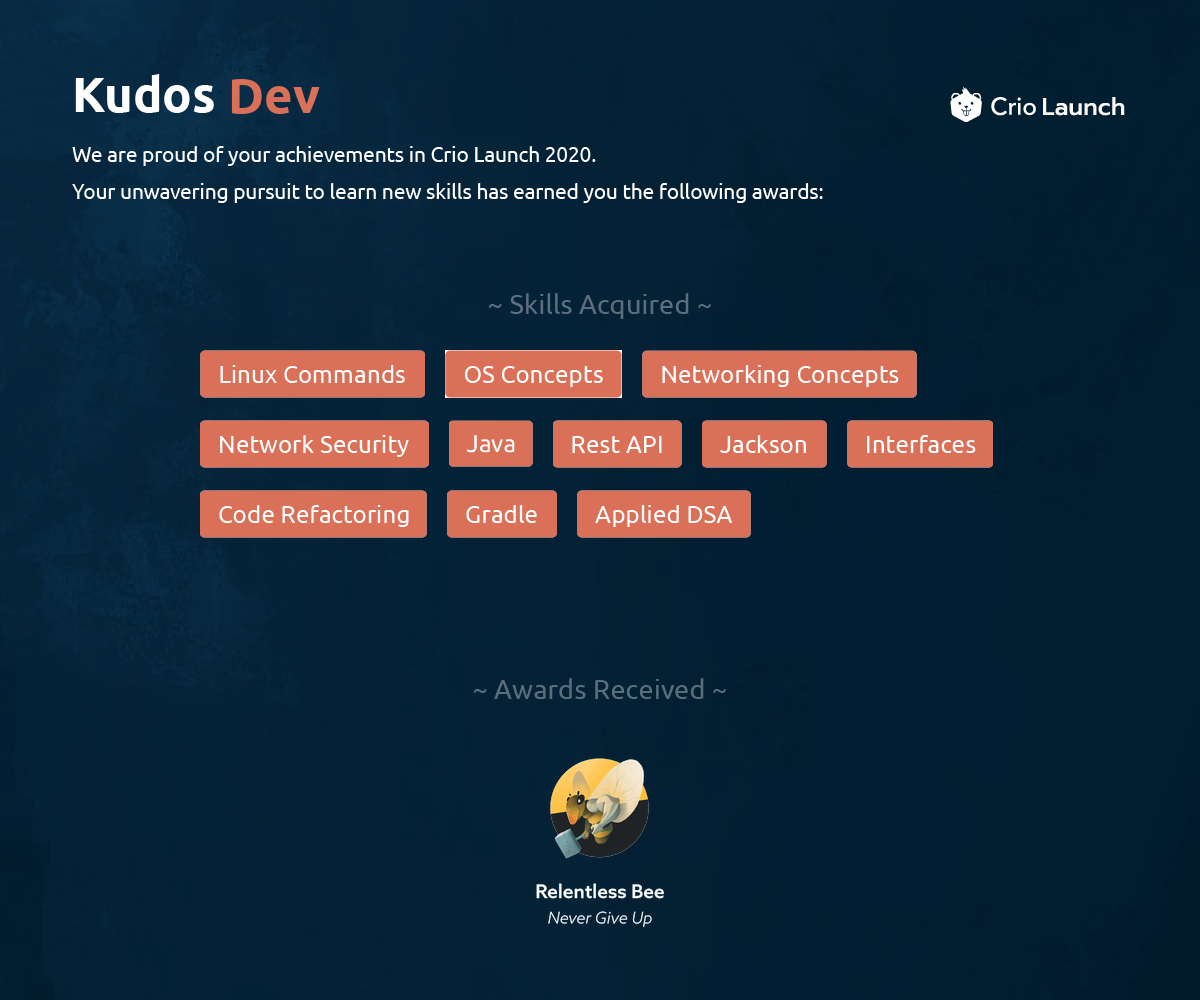 Kudos Dev
Crio Launch
We are proud of your achievements in Crio Launch 2020.
Your unwavering pursuit to learn new skills has earned you the following awards:
~ Skills Acquired ~
Linux Commands OS Concepts Networking Concepts
Network Security Java Rest API Jackson Interfaces
Code Refactoring Gradle Applied DSA
~ Awards Received ~
Relentless Bee
Never Give Up